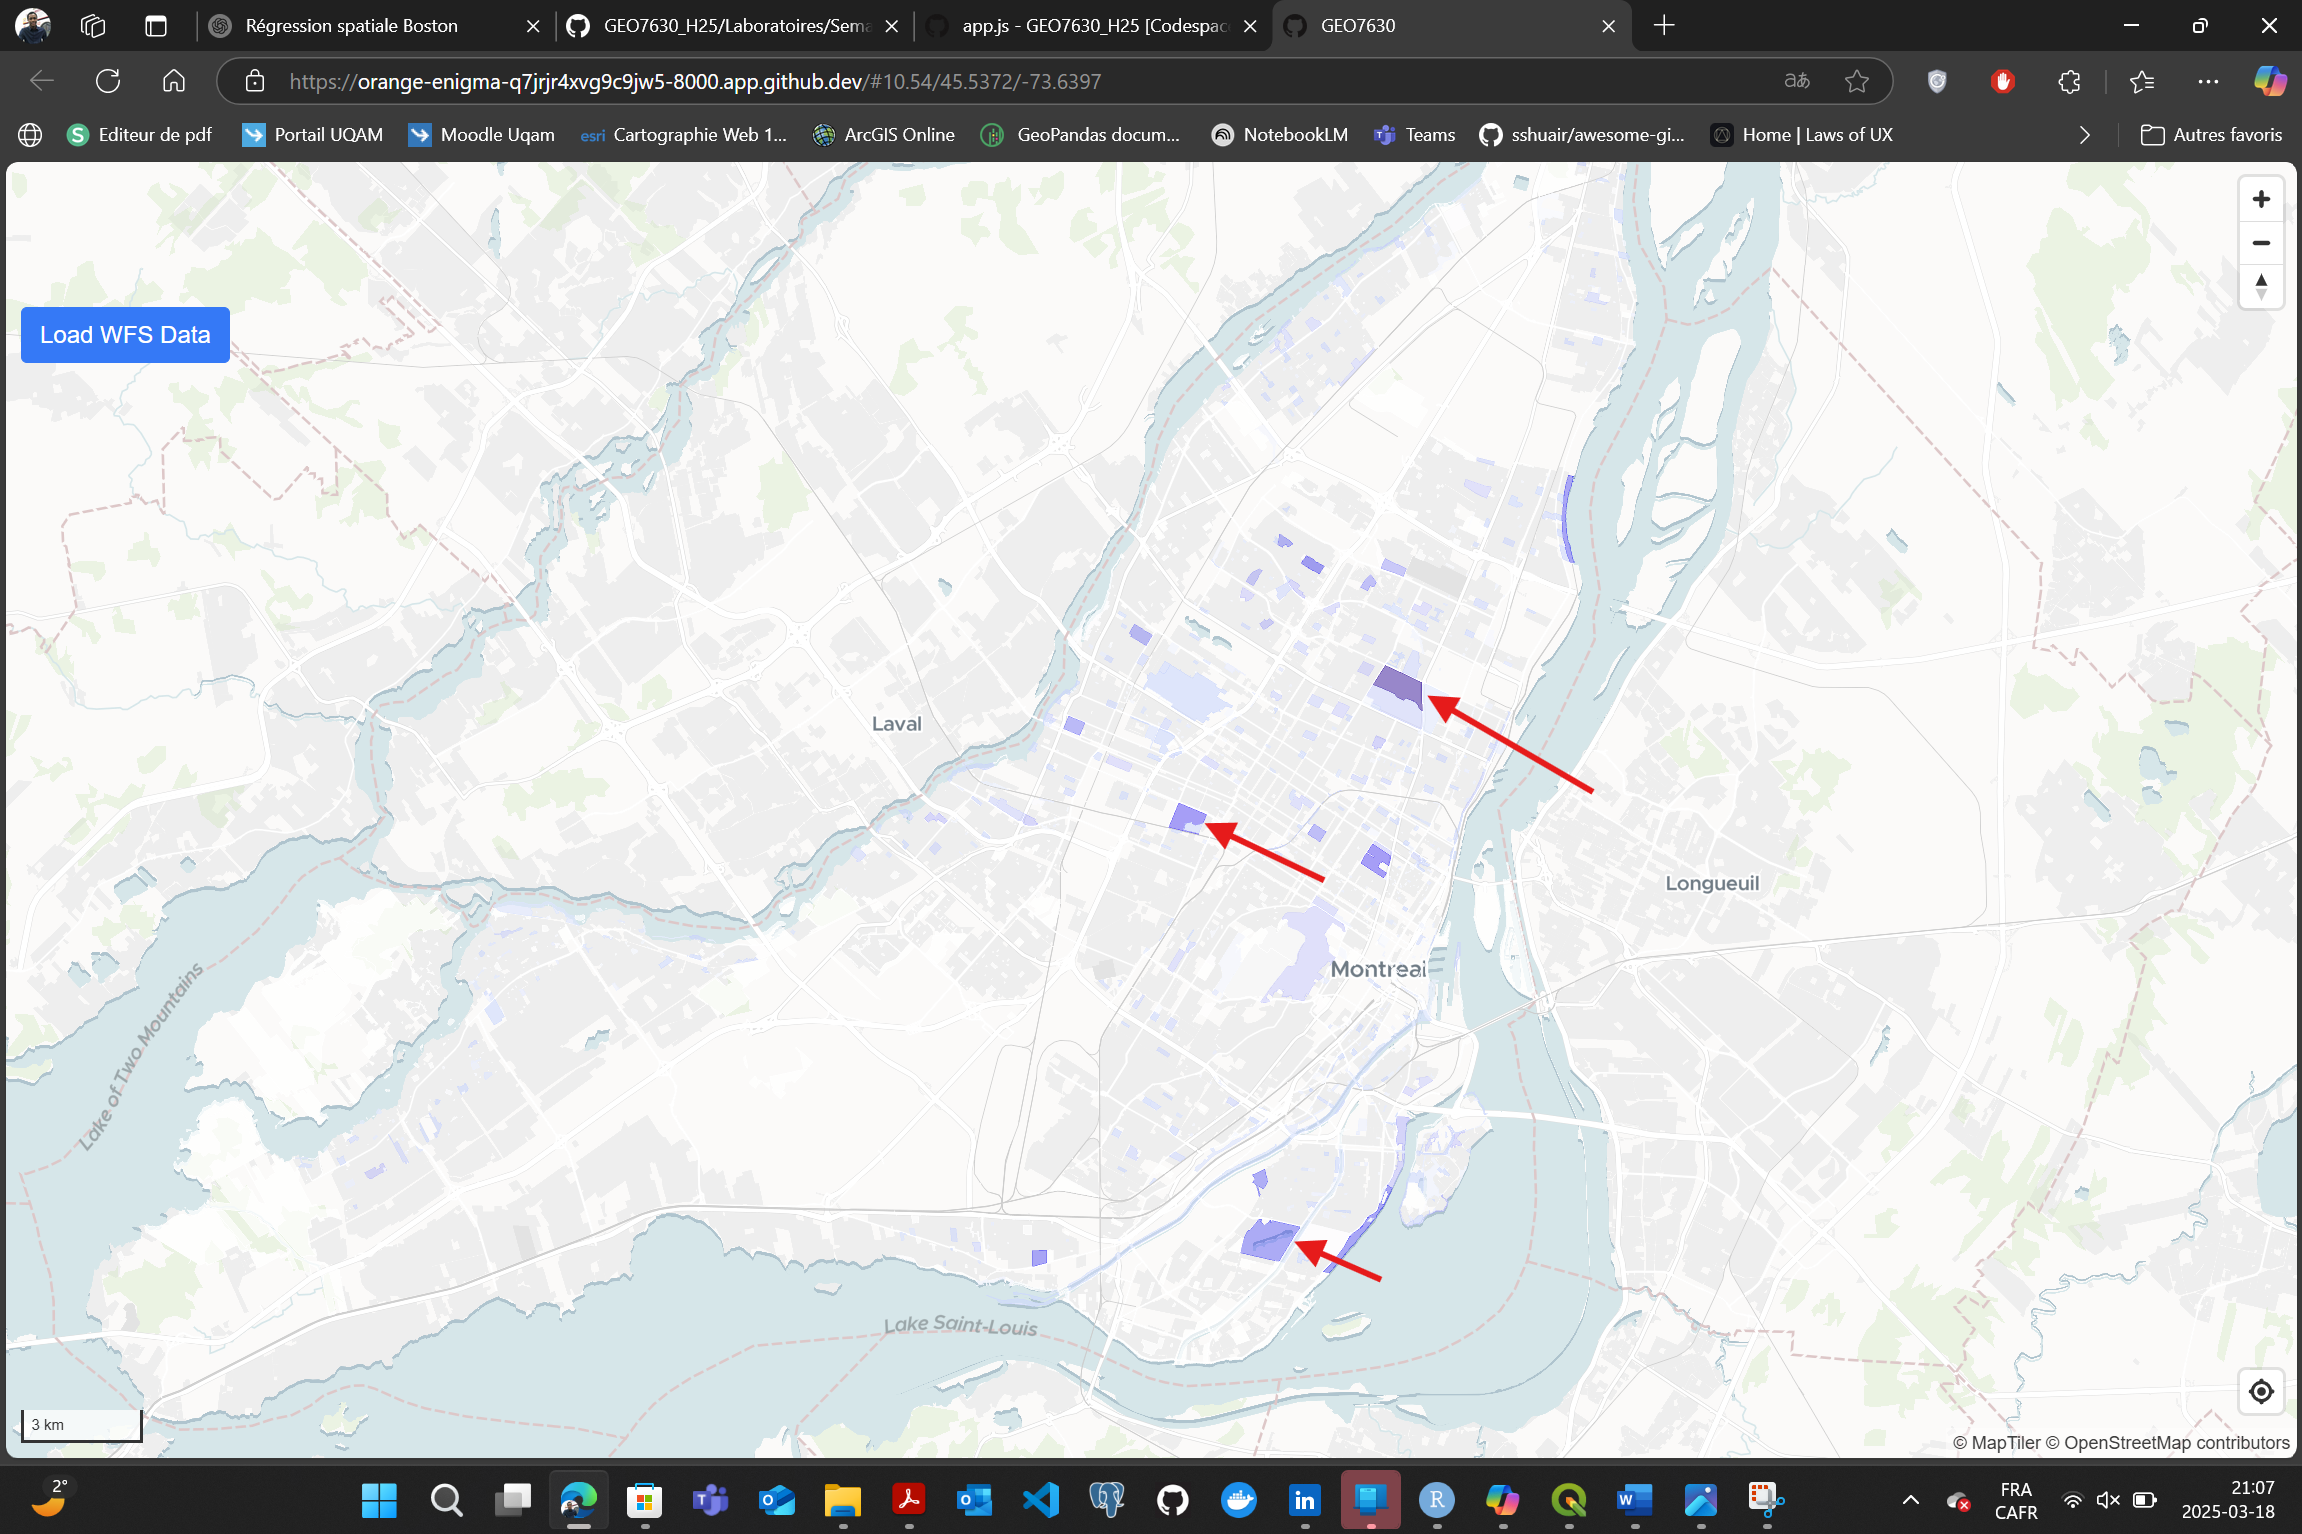 Régression spatiale Boston
GEO7630_H25/Laboratoires/Sema
app.js - GEO7630_H25 [Codespac
GEO7630
https://orange-enigma-q7jrjr4xvg9c9jw5-8000.app.github.dev/#10.54/45.5372/-73.6397
aあ
S Editeur de pdf
Portail UQAM
Moodle Uqam
esri Cartographie Web 1...
ArcGIS Online
GeoPandas docum...
NotebookLM
Teams
sshuair/awesome-gi...
Home | Laws of UX
Autres favoris
Load WFS Data
Laval
Longueuil
Montreal
Lake of Two Mountains
Lake Saint-Louis
3 km
© MapTiler © OpenStreetMap contributors
2°
in
R
W
FRA
CAFR
21:07
2025-03-18